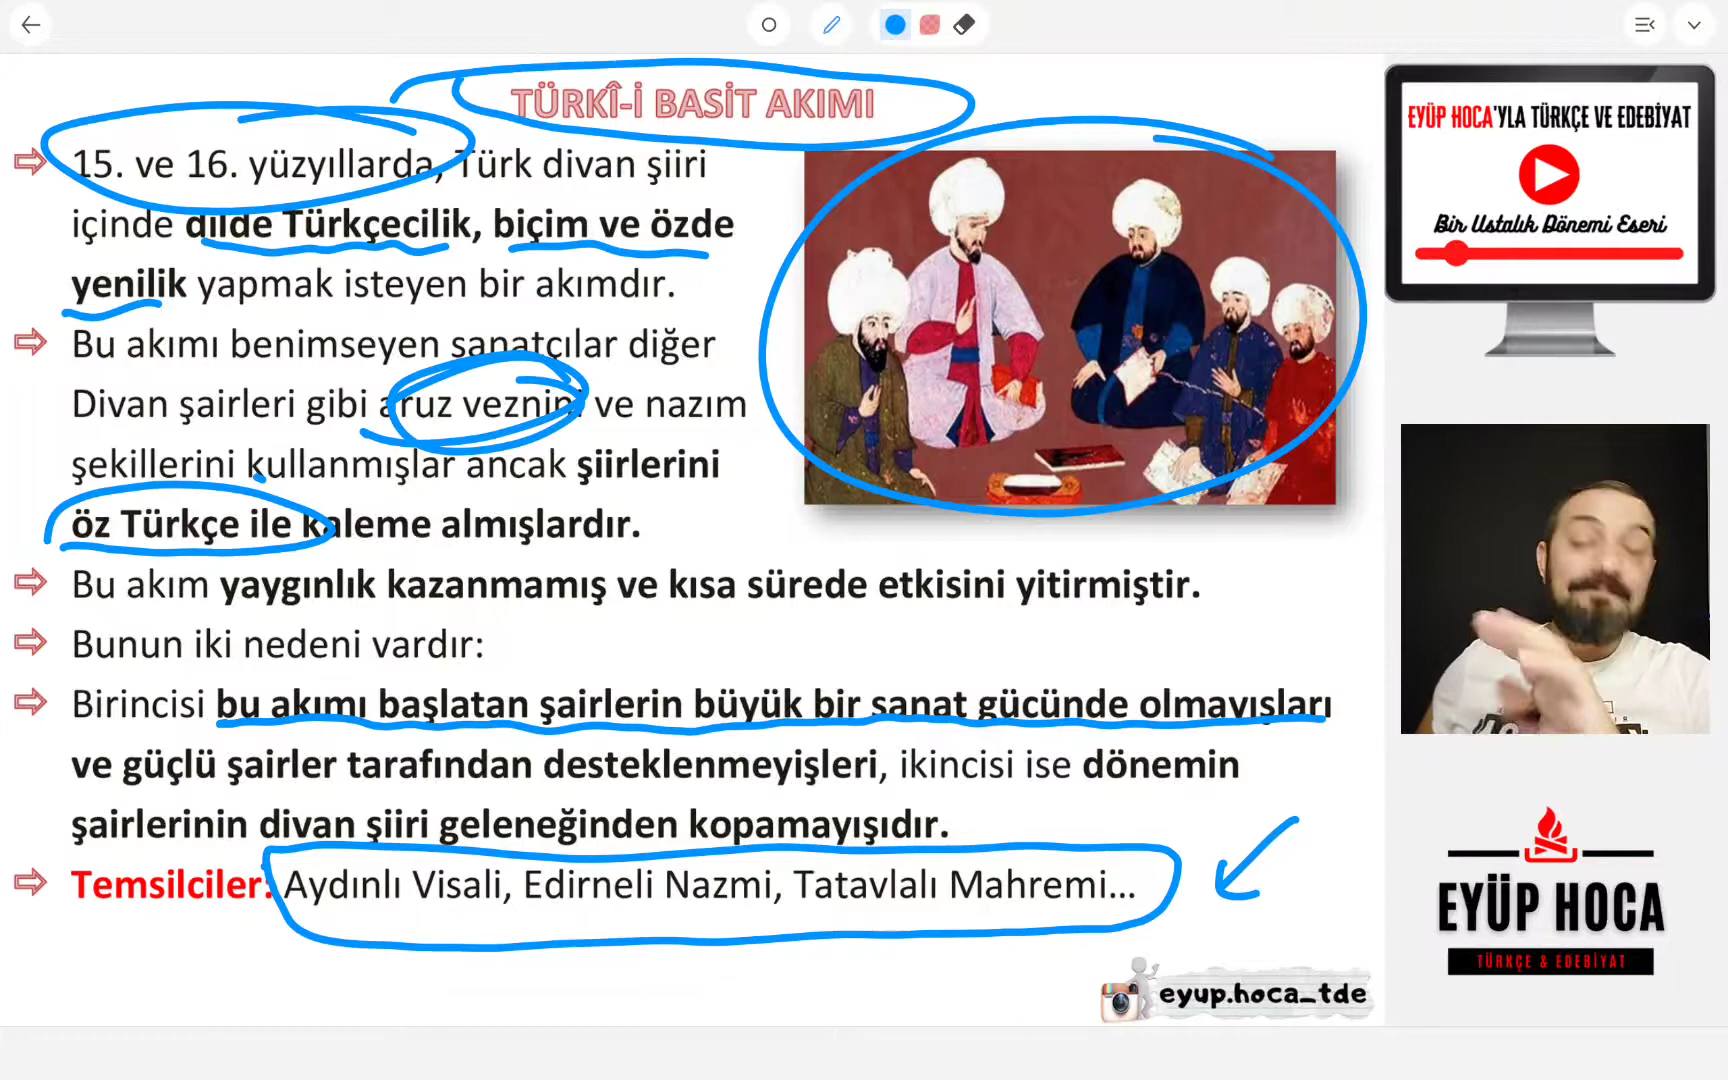 TÜRKÎ-İ BASİT AKIMI
15. ve 16. yüzyıllarda, Türk divan şiiri
içinde dilde Türkçecilik, biçim ve özde
yenilik yapmak isteyen bir akımdır.
Bu akımı benimseyen sanatçılar diğer
Divan şairleri gibi aruz veznini ve nazım
şekillerini kullanmışlar ancak şiirlerini
öz Türkçe ile kaleme almışlardır.
Bu akım yaygınlık kazanmamış ve kısa sürede etkisini yitirmiştir.
Bunun iki nedeni vardır:
Birincisi bu akımı başlatan şairlerin büyük bir sanat gücünde olmayışları
ve güçlü şairler tarafından desteklenmeyişleri, ikincisi ise dönemin
şairlerinin divan şiiri geleneğinden kopamayışıdır.
Temsilciler: Aydınlı Visali, Edirneli Nazmi, Tatavlalı Mahremi...
eyup.hoca_tde
EYÜP HOCA'YLA TÜRKÇE VE EDEBİYAT
Bir Ustalık Dönemi Eseri
EYÜP HOCA
TÜRKÇE & EDEBİYAT